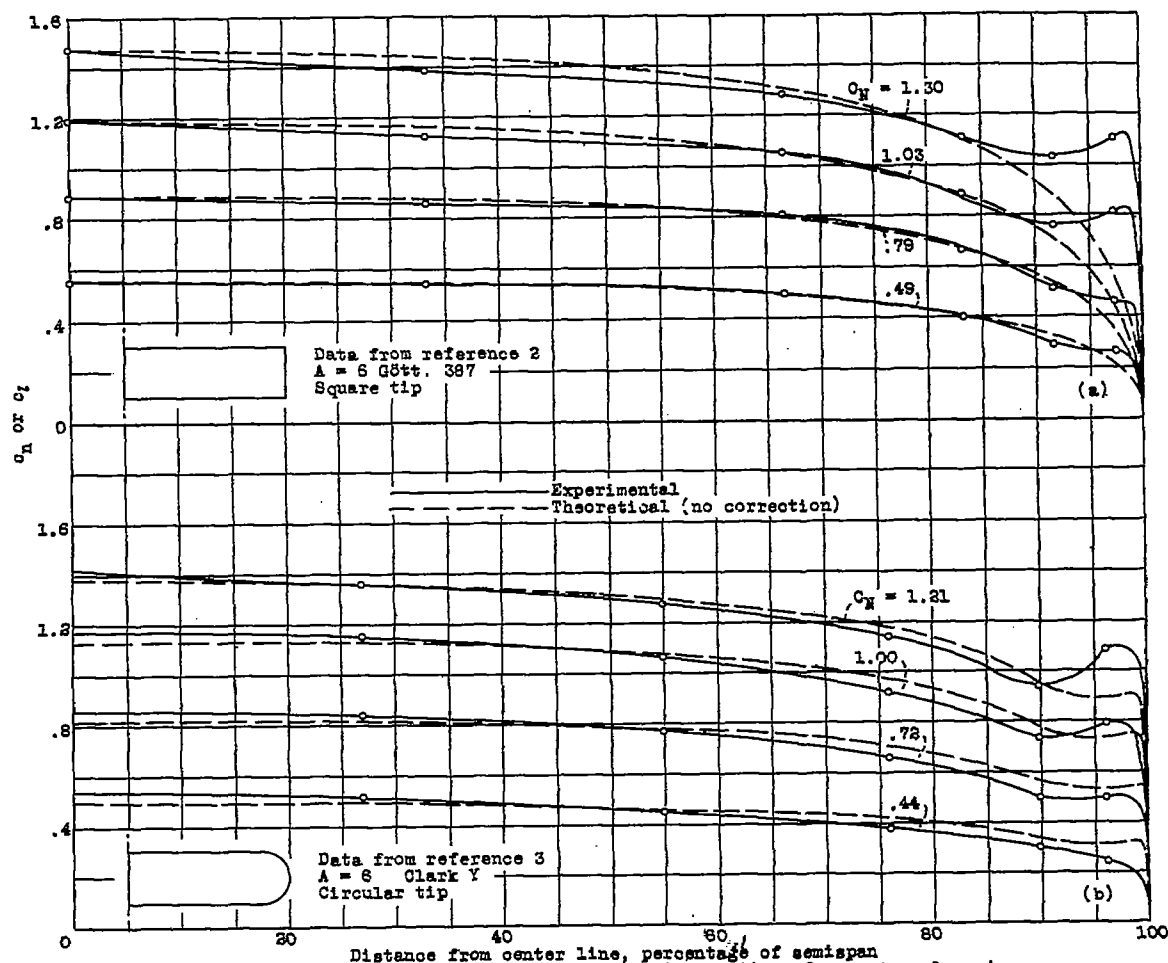 1.6
1.2
.8
.4
0
c_n or c_l
C_N = 1.30
1.03
.79
.49
Data from reference 2
A = 6 Gött. 387
Square tip
(a)
Experimental
Theoretical (no correction)
1.6
1.2
.8
.4
0
C_N = 1.21
1.00
.72
.44
Data from reference 3
A = 6 Clark Y
Circular tip
(b)
0 20 40 60 80 100
Distance from center line, percentage of semispan